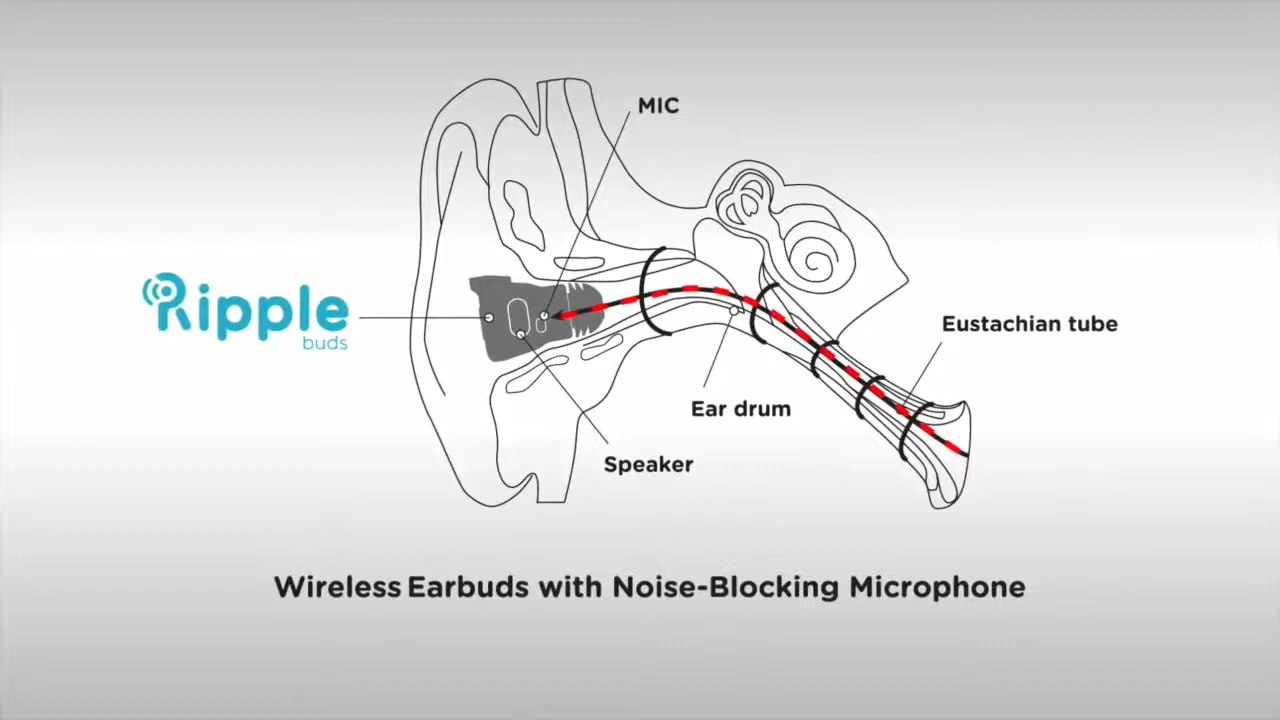 MIC
Ripple
buds
Eustachian tube
Ear drum
Speaker
Wireless Earbuds with Noise-Blocking Microphone